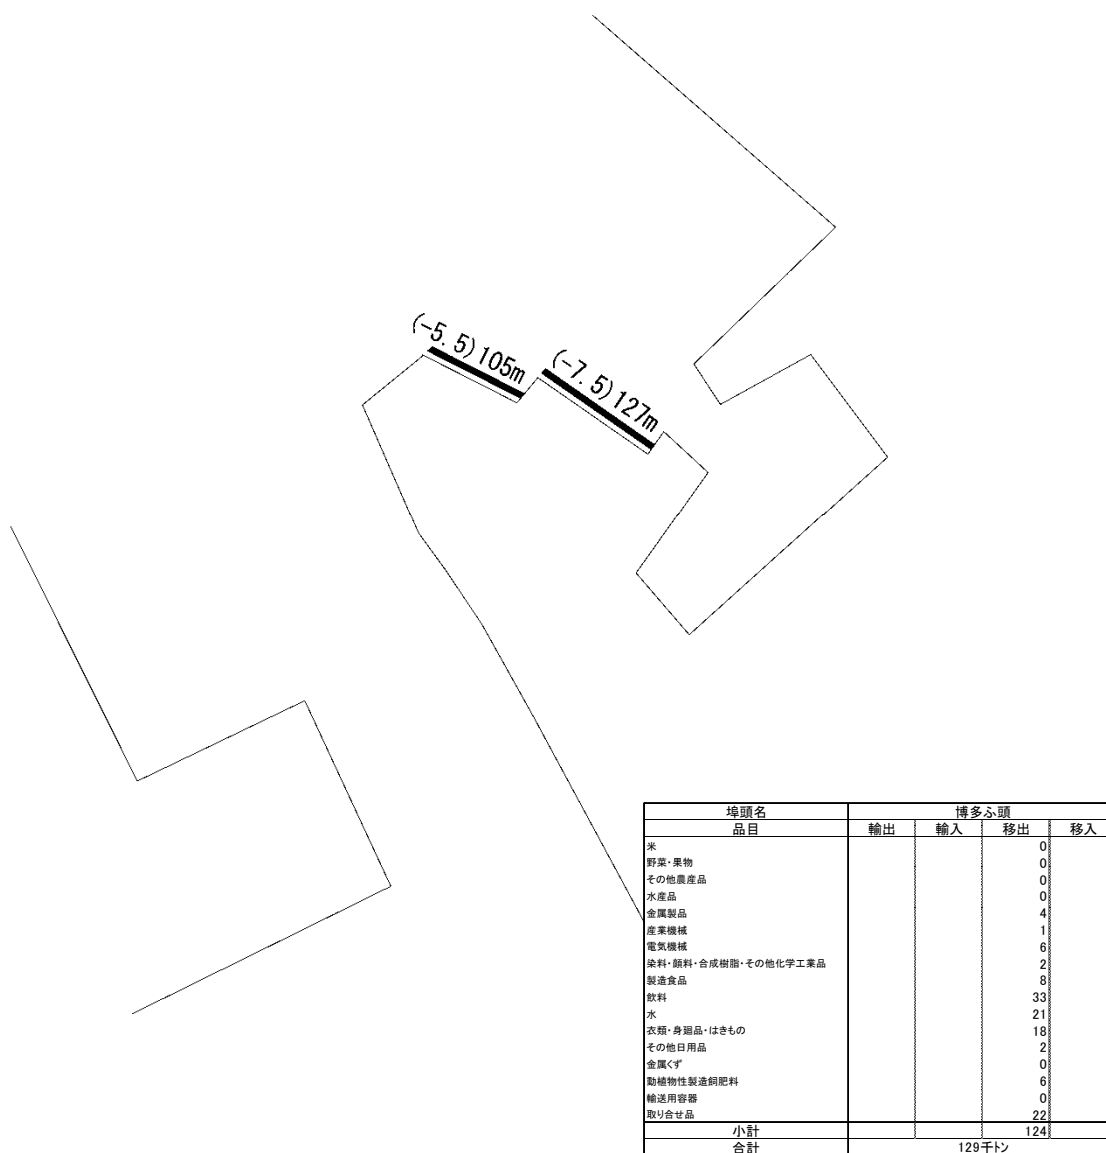 (-5.5)105m
(-7.5)127m
埠頭名 博多ふ頭
品目 輸出 輸入 移出 移入
米 0
野菜・果物 0
その他農産品 0
水産品 0
金属製品 4
産業機械 1
電気機械 6
染料・顔料・合成樹脂・その他化学工業品 2
製造食品 8
飲料 33
水 21
衣類・身廻品・はきもの 18
その他日用品 2
金属くず 0
動植物性製造飼肥料 6
輸送用容器 0
取り合せ品 22
小計 124
合計 129千トン